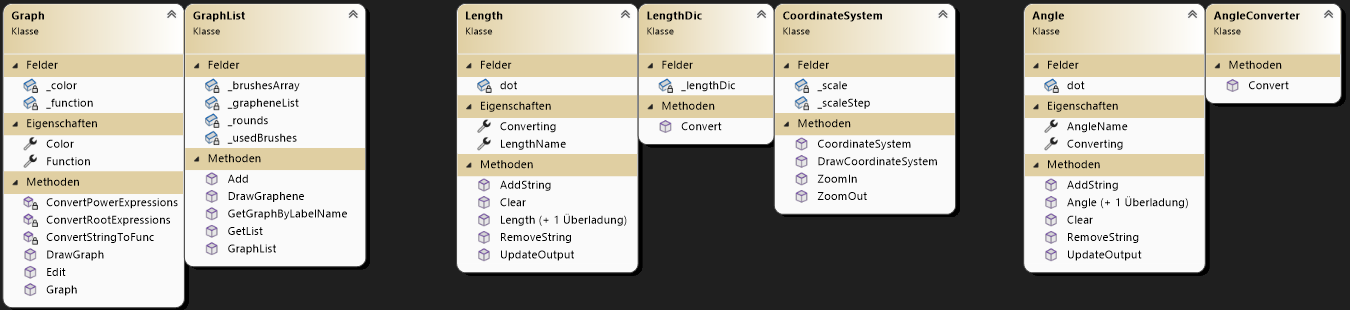 Graph
Klasse
Felder
_color
_function
Eigenschaften
Color
Function
Methoden
ConvertPowerExpressions
ConvertRootExpressions
ConvertStringToFunc
DrawGraph
Edit
Graph
GraphList
Klasse
Felder
_brushesArray
_grapheneList
_rounds
_usedBrushes
Methoden
Add
DrawGraphene
GetGraphByLabelName
GetList
GraphList
Length
Klasse
Felder
dot
Eigenschaften
Converting
LengthName
Methoden
AddString
Clear
Length (+ 1 Überladung)
RemoveString
UpdateOutput
LengthDic
Klasse
Felder
_lengthDic
Methoden
Convert
CoordinateSystem
Klasse
Felder
_scale
_scaleStep
Methoden
CoordinateSystem
DrawCoordinateSystem
ZoomIn
ZoomOut
Angle
Klasse
Felder
dot
Eigenschaften
AngleName
Converting
Methoden
AddString
Angle (+ 1 Überladung)
Clear
RemoveString
UpdateOutput
AngleConverter
Klasse
Methoden
Convert